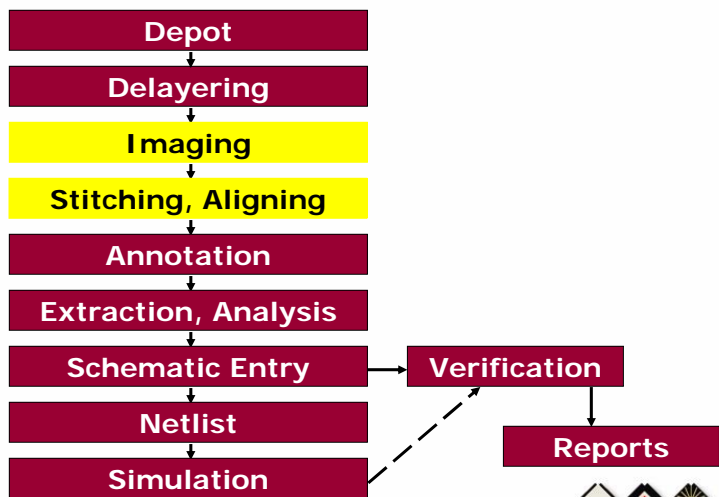 Depot
Delayering
Imaging
Stitching, Aligning
Annotation
Extraction, Analysis
Schematic Entry
Verification
Netlist
Reports
Simulation